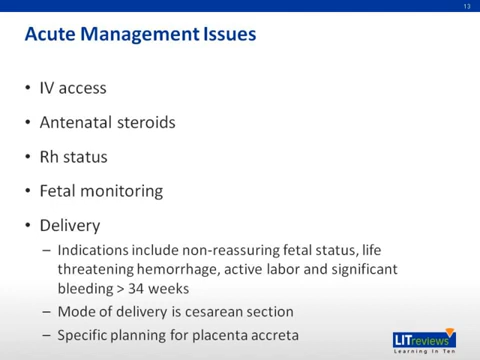 13
Acute Management Issues
• IV access
• Antenatal steroids
• Rh status
• Fetal monitoring
• Delivery
– Indications include non-reassuring fetal status, life
threatening hemorrhage, active labor and significant
bleeding > 34 weeks
– Mode of delivery is cesarean section
– Specific planning for placenta accreta
LITreviews
Learning In Ten